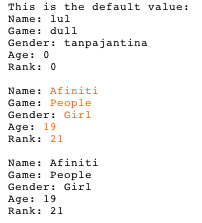 This is the default value:
Name: lul
Game: dull
Gender: tanpajantina
Age: 0
Rank: 0

Name: Afiniti
Game: People
Gender: Girl
Age: 19
Rank: 21

Name: Afiniti
Game: People
Gender: Girl
Age: 19
Rank: 21